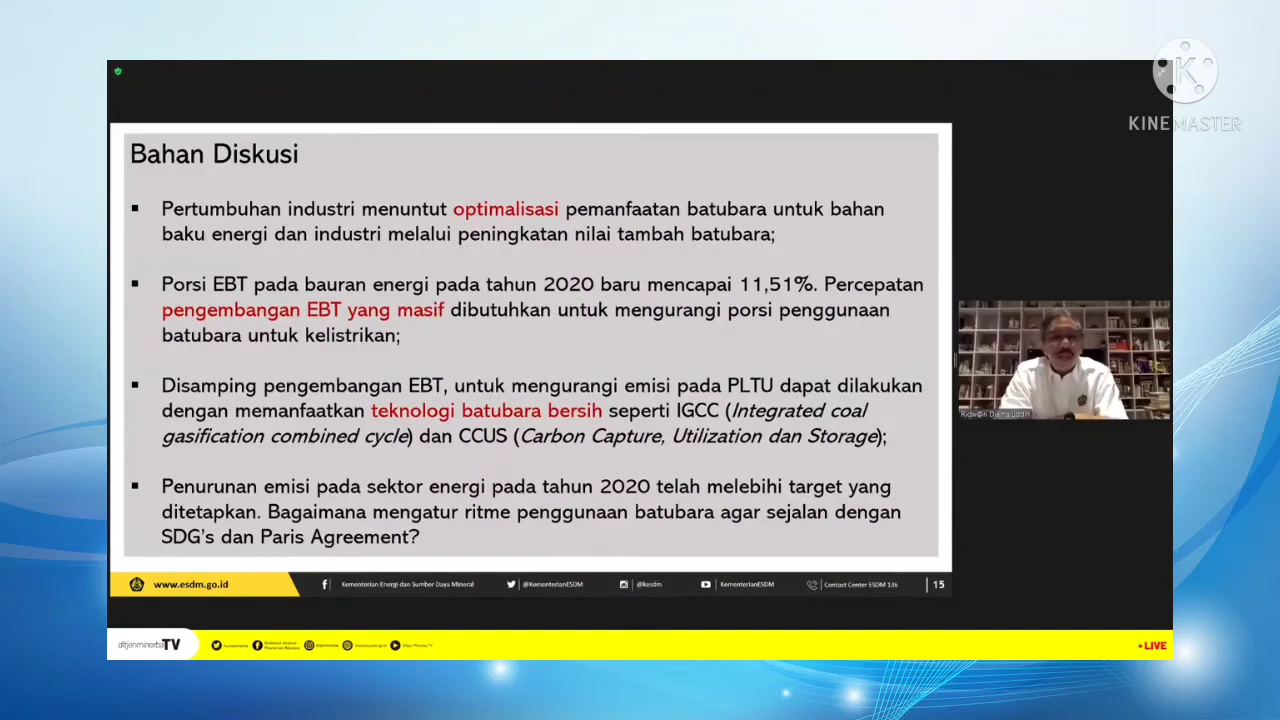 KINEMASTER
Bahan Diskusi
▪ Pertumbuhan industri menuntut optimalisasi pemanfaatan batubara untuk bahan
baku energi dan industri melalui peningkatan nilai tambah batubara;
▪ Porsi EBT pada bauran energi pada tahun 2020 baru mencapai 11,51%. Percepatan
pengembangan EBT yang masif dibutuhkan untuk mengurangi porsi penggunaan
batubara untuk kelistrikan;
▪ Disamping pengembangan EBT, untuk mengurangi emisi pada PLTU dapat dilakukan
dengan memanfaatkan teknologi batubara bersih seperti IGCC (Integrated coal
gasification combined cycle) dan CCUS (Carbon Capture, Utilization dan Storage);
▪ Penurunan emisi pada sektor energi pada tahun 2020 telah melebihi target yang
ditetapkan. Bagaimana mengatur ritme penggunaan batubara agar sejalan dengan
SDG's dan Paris Agreement?
www.esdm.go.id Kementerian Energi dan Sumber Daya Mineral @KementerianESDM @kesdm KementerianESDM Contact Center ESDM 136 15
ditjenminerbaTV
• LIVE